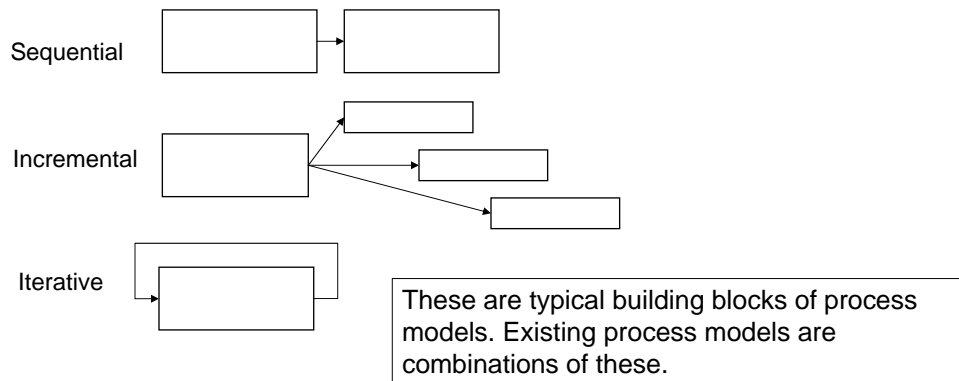 Sequential
Incremental
Iterative
These are typical building blocks of process
models. Existing process models are
combinations of these.